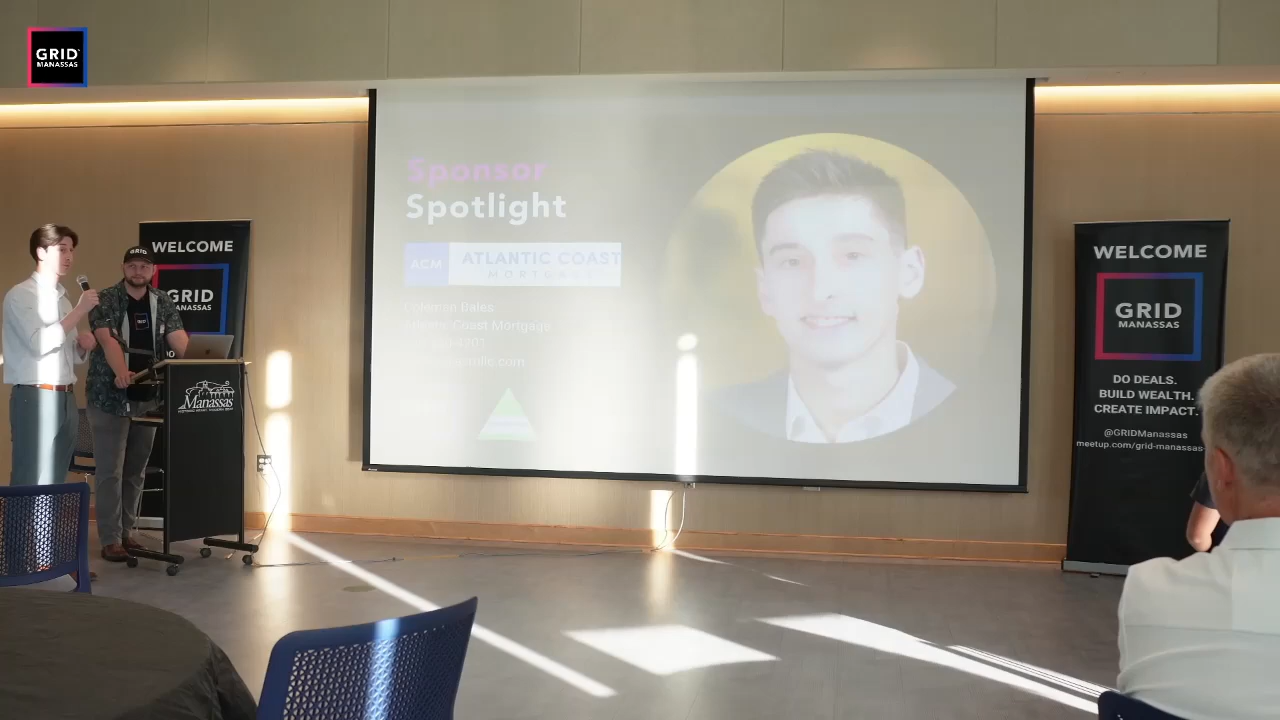 GRID
MANASSAS
WELCOME
GRID
MANASSAS
GRID
Manassas
Sponsor
Spotlight
ACM
ATLANTIC COAST
MORTGAGE
Bales
Atlantic Coast Mortgage
WELCOME
GRID
MANASSAS
DO DEALS.
BUILD WEALTH.
CREATE IMPACT.
@GRIDManassas
meetup.com/grid-manassas